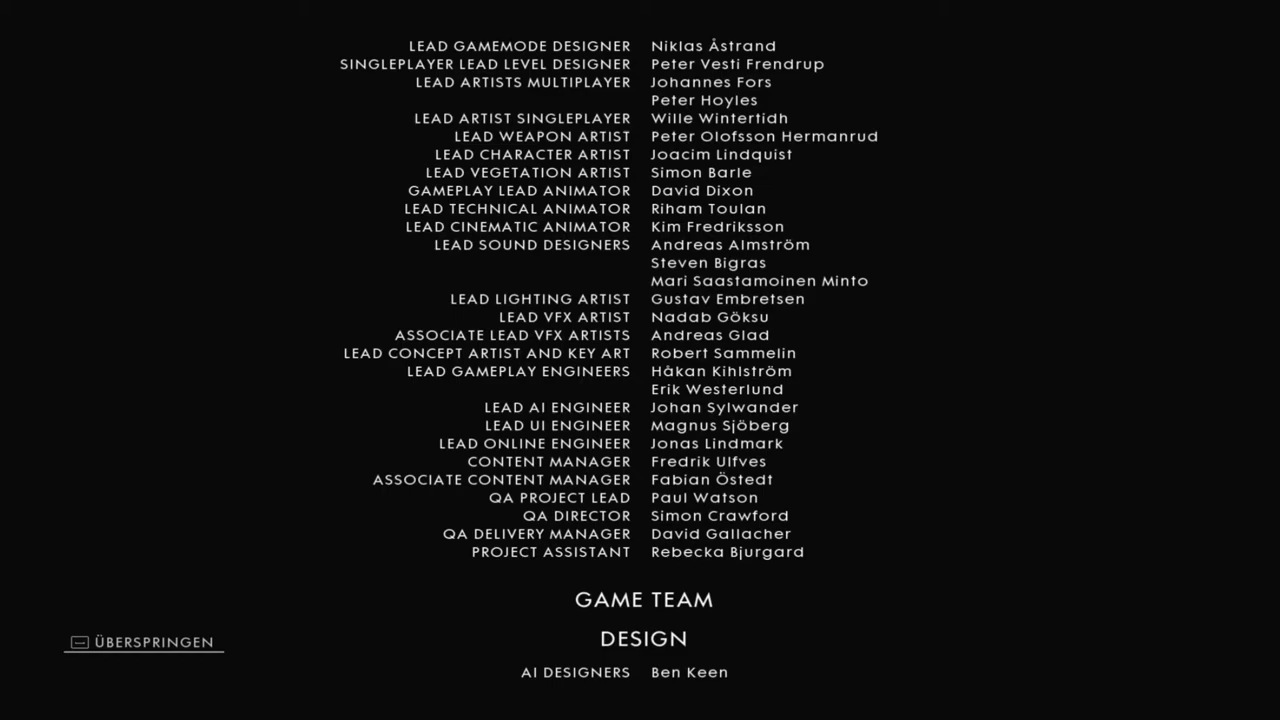 LEAD GAMEMODE DESIGNER Niklas Åstrand
SINGLEPLAYER LEAD LEVEL DESIGNER Peter Vesti Frendrup
LEAD ARTISTS MULTIPLAYER Johannes Fors
Peter Hoyles
LEAD ARTIST SINGLEPLAYER Wille Wintertidh
LEAD WEAPON ARTIST Peter Olofsson Hermanrud
LEAD CHARACTER ARTIST Joacim Lindquist
LEAD VEGETATION ARTIST Simon Barle
GAMEPLAY LEAD ANIMATOR David Dixon
LEAD TECHNICAL ANIMATOR Riham Toulan
LEAD CINEMATIC ANIMATOR Kim Fredriksson
LEAD SOUND DESIGNERS Andreas Almström
Steven Bigras
Mari Saastamoinen Minto
LEAD LIGHTING ARTIST Gustav Embretsen
LEAD VFX ARTIST Nadab Göksu
ASSOCIATE LEAD VFX ARTISTS Andreas Glad
LEAD CONCEPT ARTIST AND KEY ART Robert Sammelin
LEAD GAMEPLAY ENGINEERS Håkan Kihlström
Erik Westerlund
LEAD AI ENGINEER Johan Sylwander
LEAD UI ENGINEER Magnus Sjöberg
LEAD ONLINE ENGINEER Jonas Lindmark
CONTENT MANAGER Fredrik Ulfves
ASSOCIATE CONTENT MANAGER Fabian Östedt
QA PROJECT LEAD Paul Watson
QA DIRECTOR Simon Crawford
QA DELIVERY MANAGER David Gallacher
PROJECT ASSISTANT Rebecka Bjurgard
GAME TEAM
DESIGN
ÜBERSPRINGEN
AI DESIGNERS Ben Keen